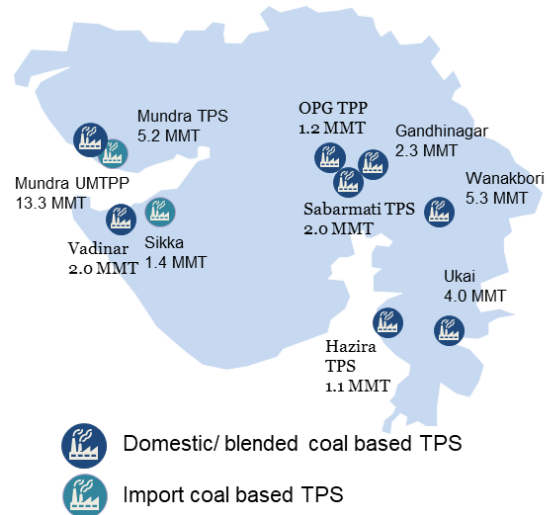 Mundra TPS
5.2 MMT
Mundra UMTPP
13.3 MMT
Vadinar
2.0 MMT
Sikka
1.4 MMT
OPG TPP
1.2 MMT
Gandhinagar
2.3 MMT
Sabarmati TPS
2.0 MMT
Wanakbori
5.3 MMT
Ukai
4.0 MMT
Hazira
TPS
1.1 MMT
Domestic/ blended coal based TPS
Import coal based TPS